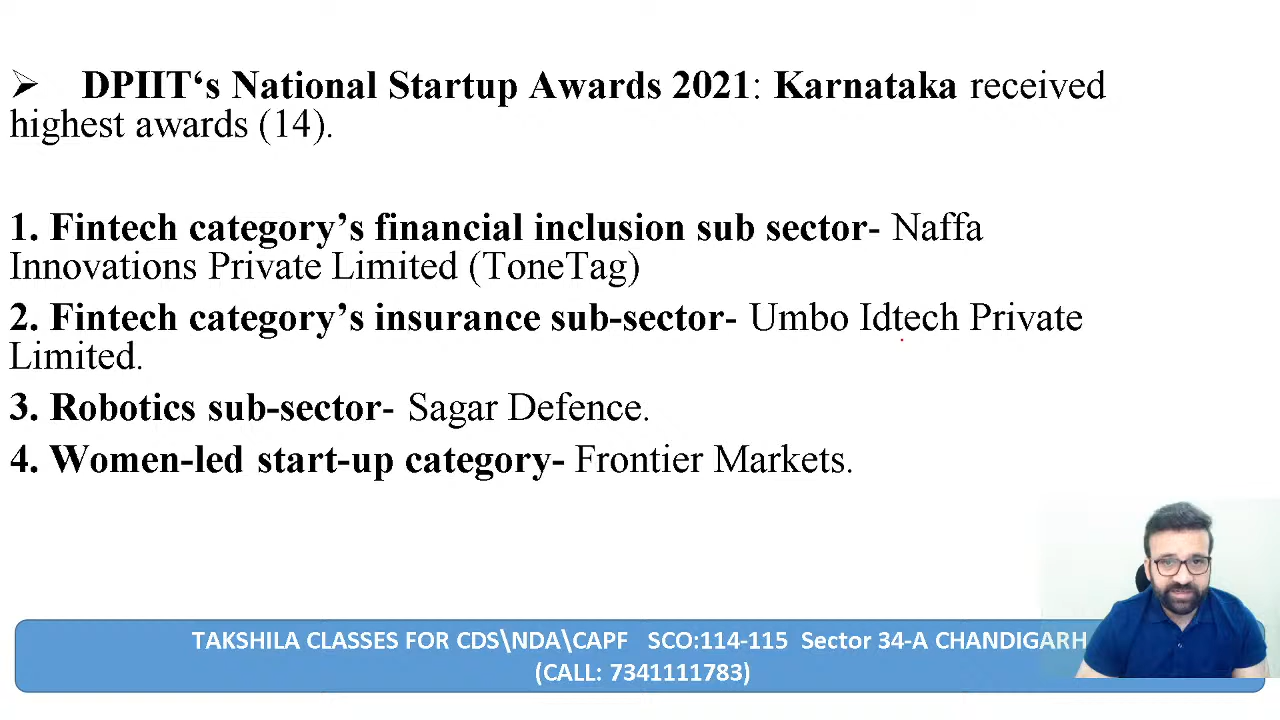 ➢ DPIIT‘s National Startup Awards 2021: Karnataka received
highest awards (14).
1. Fintech category’s financial inclusion sub sector- Naffa
Innovations Private Limited (ToneTag)
2. Fintech category’s insurance sub-sector- Umbo Idtech Private
Limited.
3. Robotics sub-sector- Sagar Defence.
4. Women-led start-up category- Frontier Markets.
TAKSHILA CLASSES FOR CDS\NDA\CAPF SCO:114-115 Sector 34-A CHANDIGARH
(CALL: 7341111783)